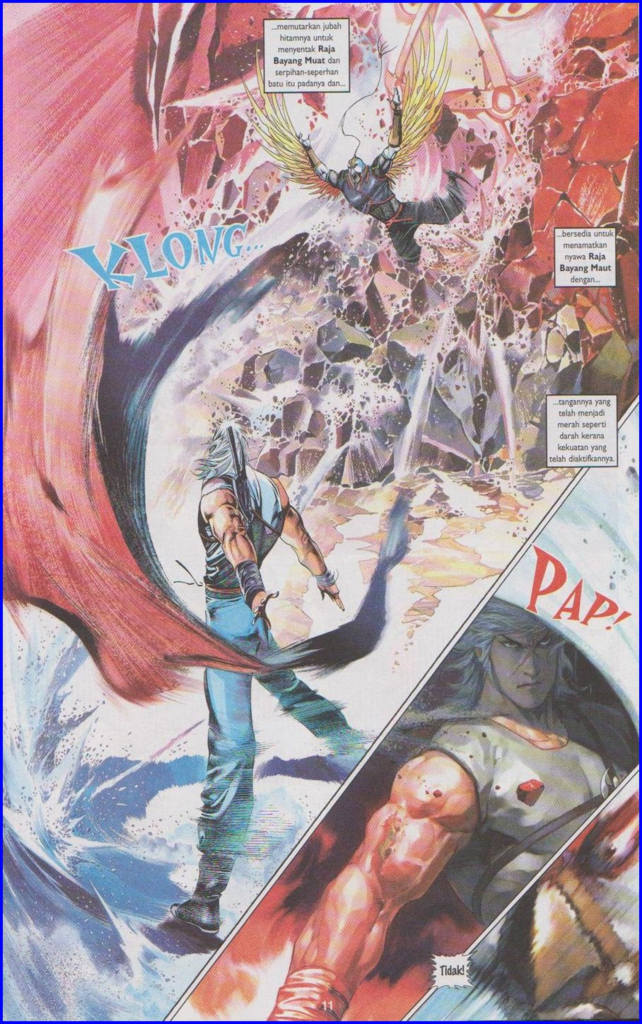 ...memutarkan jubah
hitamnya untuk
menyentak Raja
Bayang Muat dan
serpihan-seperhan
batu itu padanya dan...
KLONG...
...bersedia untuk
menamatkan
nyawa Raja
Bayang Maut
dengan...
...tangannya yang
telah menjadi
merah seperti
darah kerana
kekuatan yang
telah diaktifkannya.
PAP!
Tidak!
11